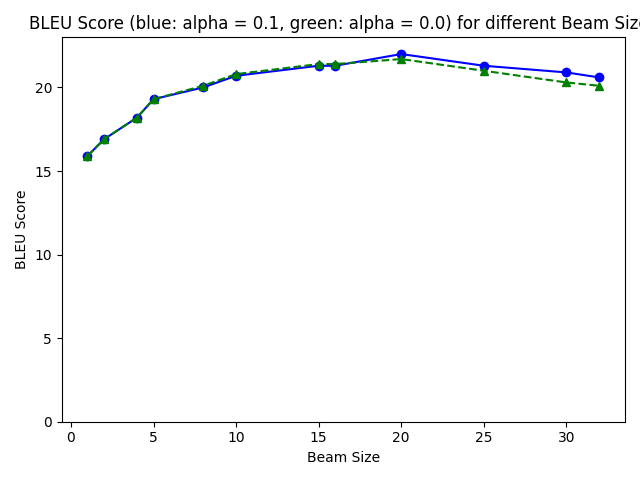 BLEU Score (blue: alpha = 0.1, green: alpha = 0.0) for different Beam Size
20
15
10
5
0
BLEU Score
0 5 10 15 20 25 30
Beam Size